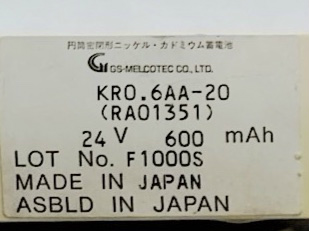 円筒密閉形ニッケル・カドミウム蓄電池
GS-MELCOTEC CO., LTD.
KR0.6AA-20
(RA01351)
24 V 600 mAh
LOT No. F1000S
MADE IN JAPAN
ASBLD IN JAPAN